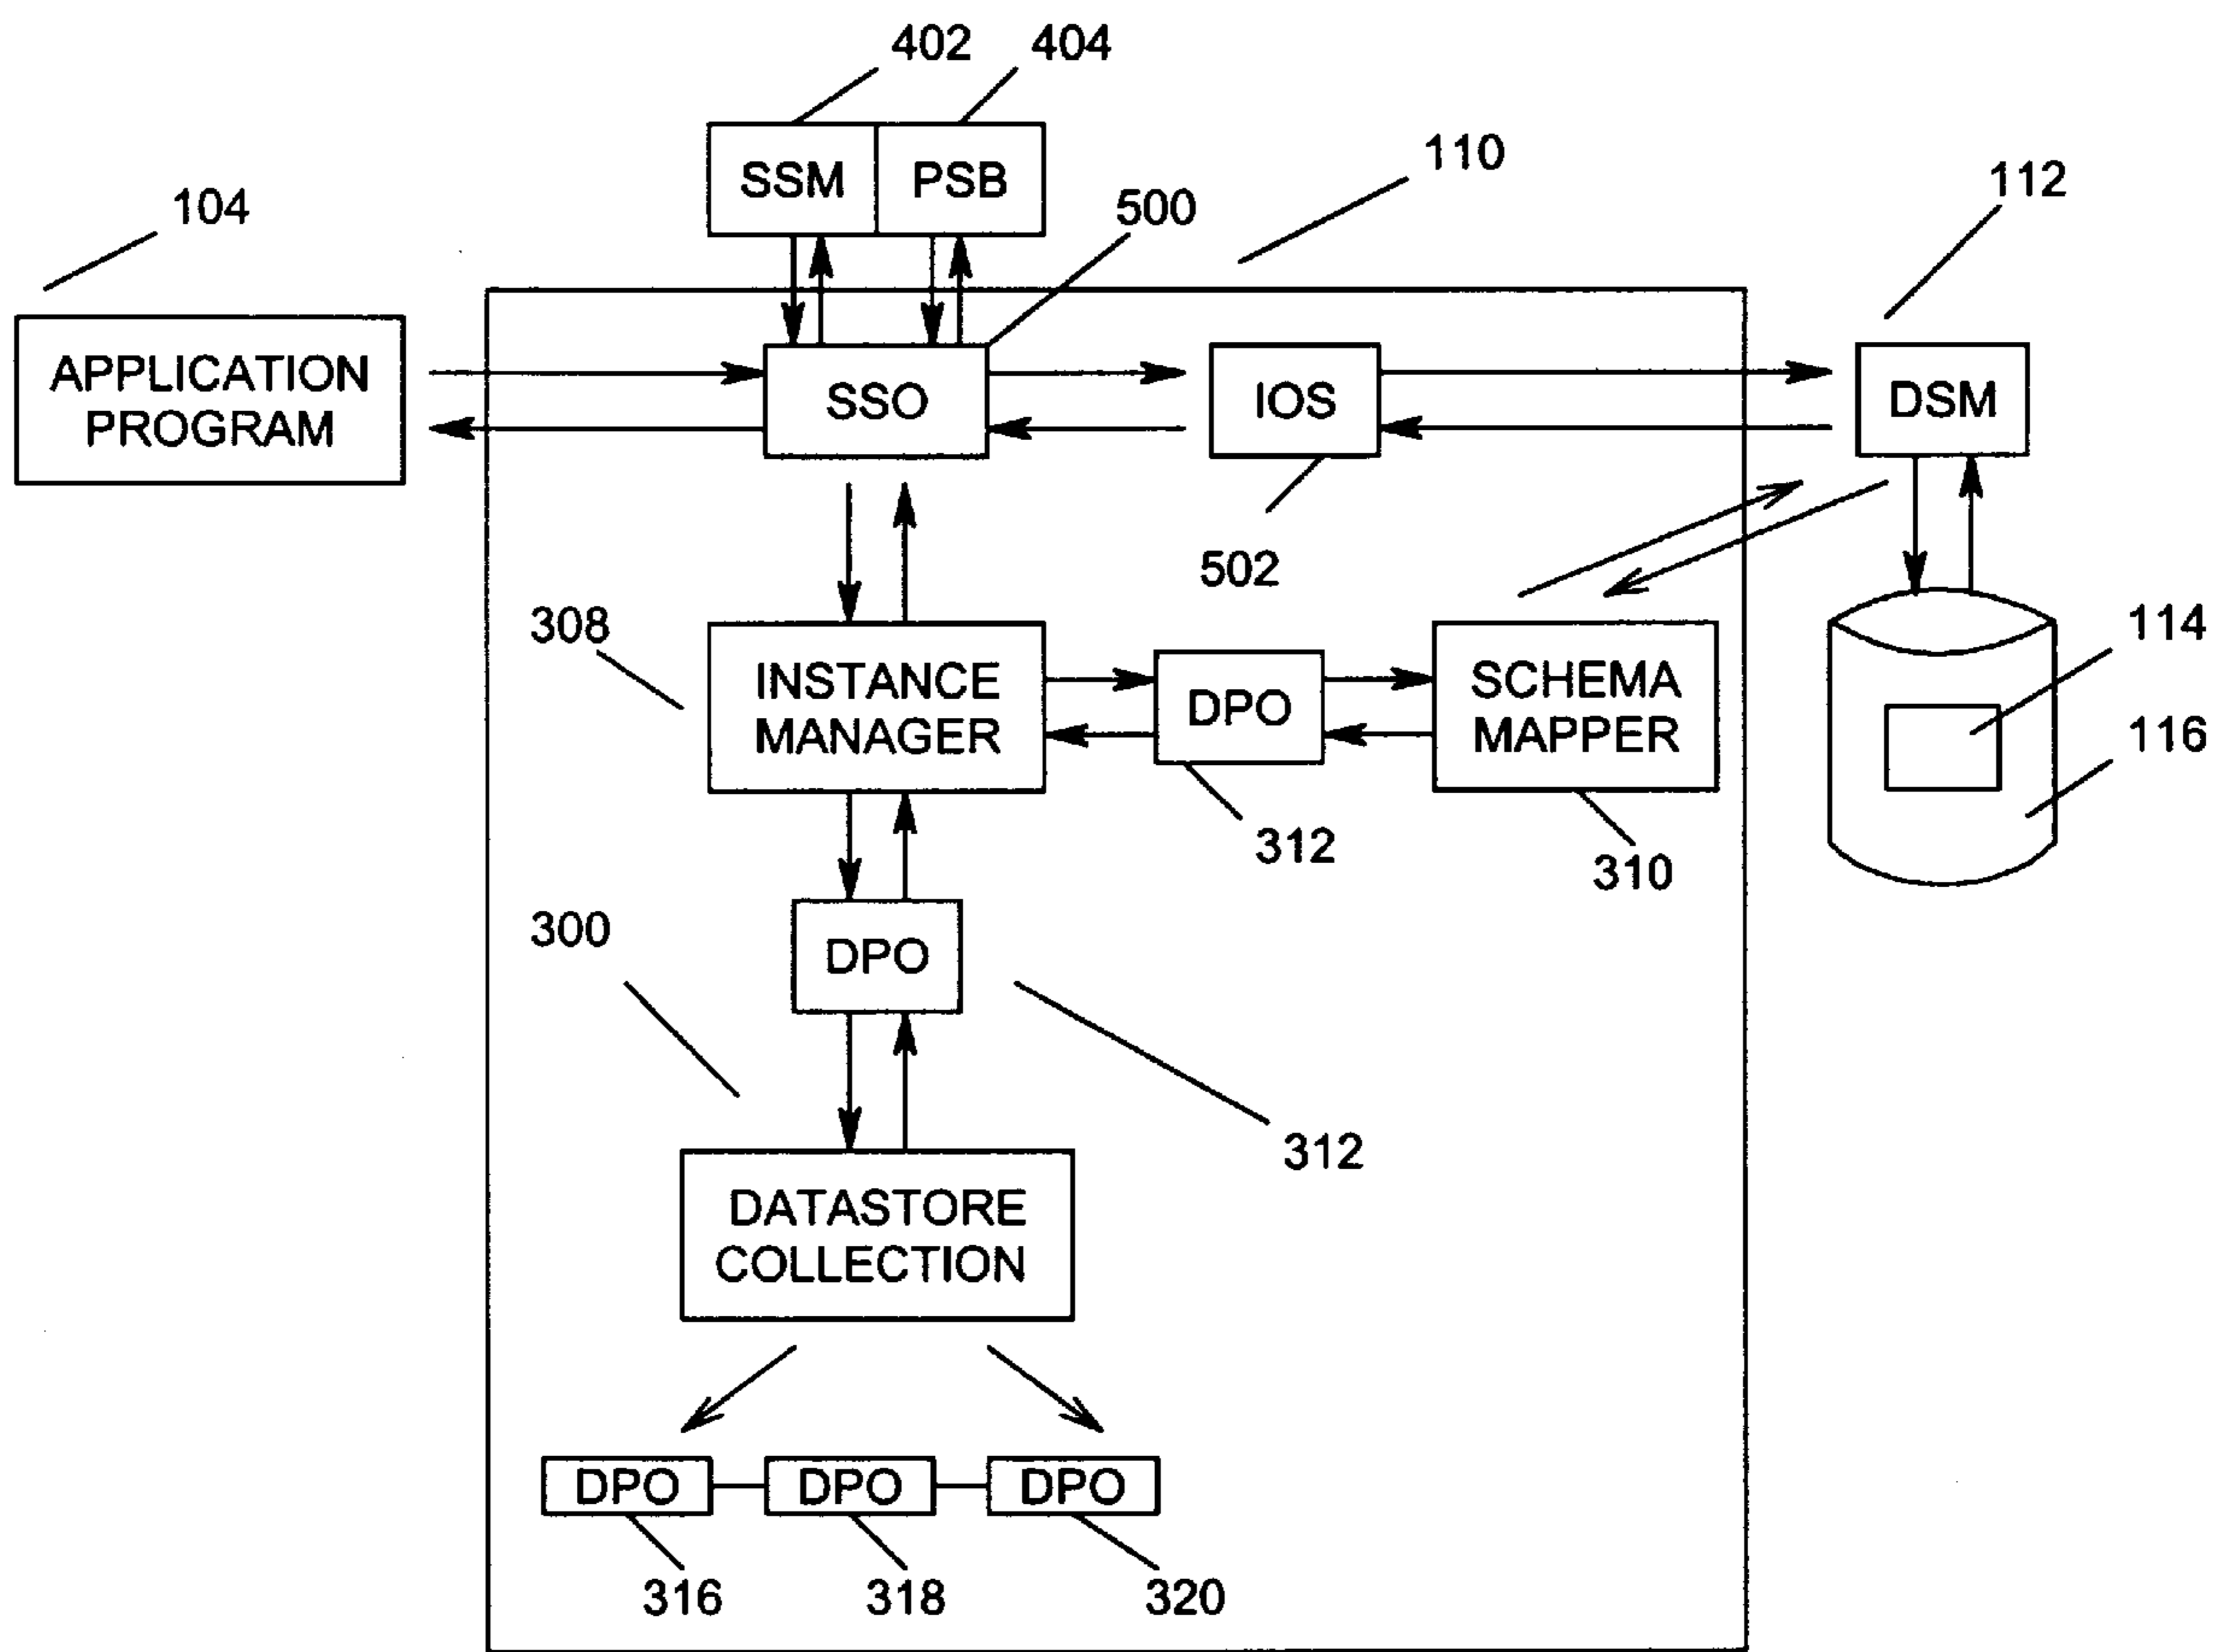 402 404
SSM PSB
110
104
500
112
APPLICATION
PROGRAM
SSO
IOS
DSM
502
308
114
INSTANCE
MANAGER
DPO
SCHEMA
MAPPER
116
312
310
300
DPO
312
DATASTORE
COLLECTION
DPO DPO DPO
316 318 320